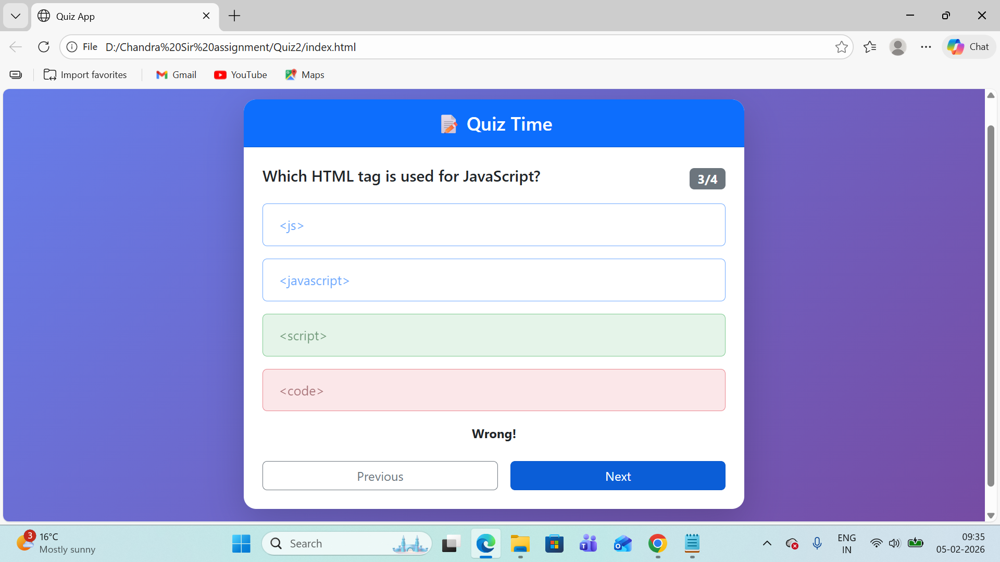 Quiz App
File D:/Chandra%20Sir%20assignment/Quiz2/index.html
Chat
Import favorites
Gmail
YouTube
Maps
Quiz Time
Which HTML tag is used for JavaScript?
3/4
<js>
<javascript>
<script>
<code>
Wrong!
Previous
Next
3
16°C
Mostly sunny
Search
T
O
ENG
IN
09:35
05-02-2026